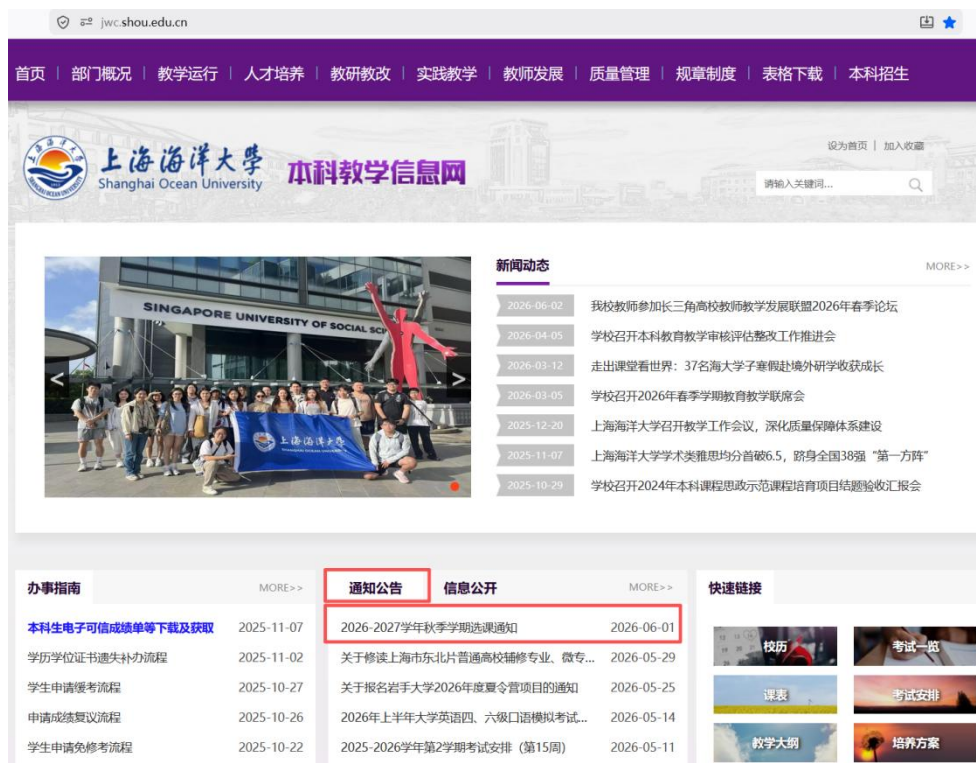 jwc.shou.edu.cn
首页 | 部门概况 | 教学运行 | 人才培养 | 教研教改 | 实践教学 | 教师发展 | 质量管理 | 规章制度 | 表格下载 | 本科招生
设为首页 | 加入收藏
上海海洋大學
Shanghai Ocean University
本科教学信息网
请输入关键词...
SINGAPORE UNIVERSITY OF SOCIAL SCI
上海海洋大學
新闻动态 MORE>>
2026-06-02 我校教师参加长三角高校教师教学发展联盟2026年春季论坛
2026-04-05 学校召开本科教育教学审核评估整改工作推进会
2026-03-12 走出课堂看世界：37名海大学子寒假赴境外研学收获成长
2026-03-05 学校召开2026年春季学期教育教学联席会
2025-12-20 上海海洋大学召开教学工作会议，深化质量保障体系建设
2025-11-07 上海海洋大学学术类雅思均分首破6.5，跻身全国38强“第一方阵”
2025-10-29 学校召开2024年本科课程思政示范课程培育项目结题验收汇报会
办事指南 MORE>>
本科生电子可信成绩单等下载及获取 2025-11-07
学历学位证书遗失补办流程 2025-11-02
学生申请缓考流程 2025-10-27
申请成绩复议流程 2025-10-26
学生申请免修考流程 2025-10-22
通知公告 信息公开 MORE>>
2026-2027学年秋季学期选课通知 2026-06-01
关于修读上海市东北片普通高校辅修专业、微专... 2026-05-29
关于报名岩手大学2026年度夏令营项目的通知 2026-05-25
2026年上半年大学英语四、六级口语模拟考试... 2026-05-14
2025-2026学年第2学期考试安排（第15周） 2026-05-11
快速链接
校历 考试一览
课表 考试安排
教学大纲 培养方案